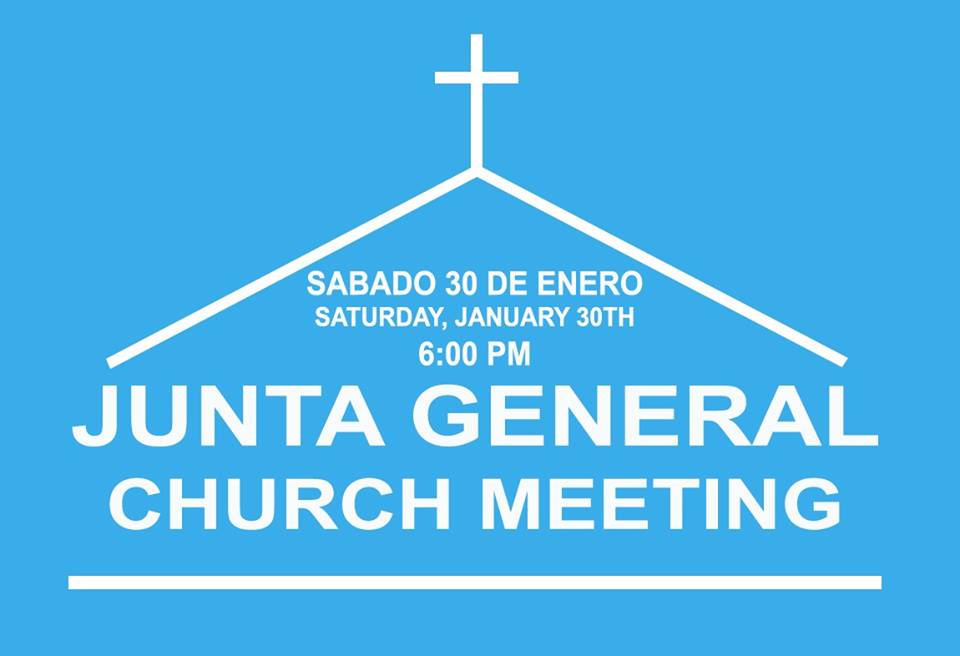 SABADO 30 DE ENERO
SATURDAY, JANUARY 30TH
6:00 PM
JUNTA GENERAL
CHURCH MEETING